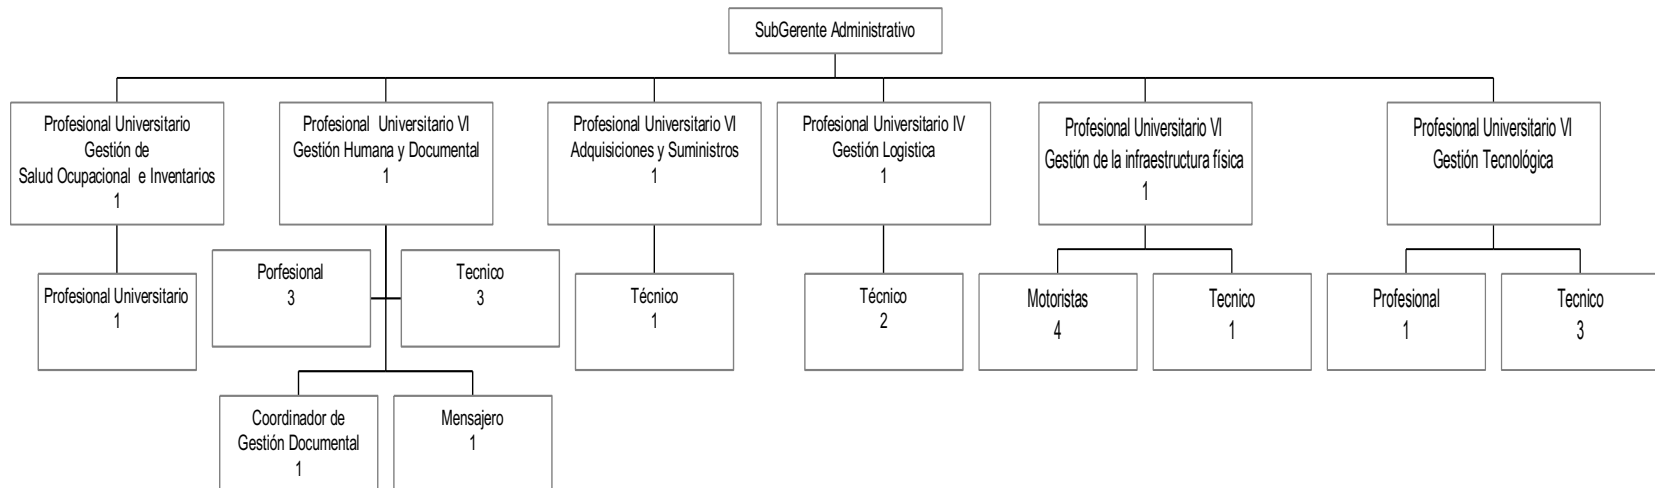 SubGerente Administrativo
Profesional Universitario
Gestión de
Salud Ocupacional e Inventarios
1
Profesional Universitario VI
Gestión Humana y Documental
1
Profesional Universitario VI
Adquisiciones y Suministros
1
Profesional Universitario IV
Gestión Logistica
1
Profesional Universitario VI
Gestión de la infraestructura física
1
Profesional Universitario VI
Gestión Tecnológica
Profesional Universitario
1
Porfesional
3
Tecnico
3
Técnico
1
Técnico
2
Motoristas
4
Tecnico
1
Profesional
1
Tecnico
3
Coordinador de
Gestión Documental
1
Mensajero
1